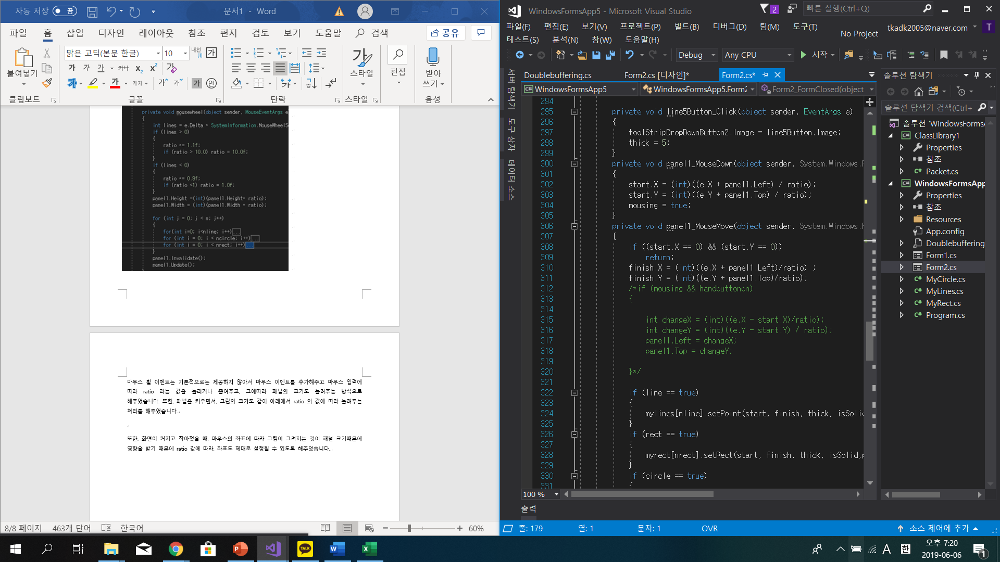 자동 저장 끔 문서1 - Word
파일 홈 삽입 디자인 레이아웃 참조 편지 검토 보기 도움말 검색 공유
맑은 고딕(본문 한글) 10
붙여넣기 스타일 편집 받아쓰기
클립보드 글꼴 단락 스타일 음성
private void mousewheel(object sender, MouseEventArgs e
{
int lines = e.Delta * SystemInformation.MouseWheelS
if (lines > 0)
{
ratio *= 1.1f;
if (ratio > 10.0) ratio = 10.0f;
}
if (lines < 0)
{
ratio *= 0.9f;
if (ratio <1) ratio = 1.0f;
}
panel1.Height =(int)(panel1.Height* ratio);
panel1.Width = (int)(panel1.Width * ratio);
for (int j = 0; j < n; j++)
{
for(int i=0; i<nline; i++)...
for (int i = 0; i < ncircle; i++)...
for (int i = 0; i < nrect; i++)...
}
panel1.Invalidate();
panel1.Update();
마우스 휠 이벤트는 기본적으로는 제공하지 않아서 마우스 이벤트를 추가해주고 마우스 입력에
따라 ratio 라는 값을 늘리거나 줄여주고, 그에따라 패널의 크기도 늘려주는 방식으로
해주었습니다. 또한, 패널을 키우면서, 그림의 크기도 같이 아래에서 ratio 의 값에 따라 늘려주는
처리를 해주었습니다.
또한, 화면이 커지고 작아졌을 때, 마우스의 좌표에 따라 그림이 그려지는 것이 패널 크기때문에
영향을 받기 때문에 ratio 값에 따라, 좌표도 제대로 설정될 수 있도록 해주었습니다.
8/8 페이지 463개 단어 한국어 60%
WindowsFormsApp5 - Microsoft Visual Studio 2 빠른 실행(Ctrl+Q)
파일(F) 편집(E) 보기(V) 프로젝트(P) 빌드(B) 디버그(D) 팀(M) 도구(T) No Project tkadk2005@naver.com T
테스트(S) 분석(N) 창(W) 도움말(H)
Debug Any CPU 시작
서버 탐색기 도구 상자 데이터 소스
Doublebuffering.cs Form2.cs [디자인]* Form2.cs*
WindowsFormsApp5 WindowsFormsApp5.Form2 Form2_FormClosed(object
294
295 private void line5Button_Click(object sender, EventArgs e)
296 {
297 toolStripDropDownButton2.Image = line5Button.Image;
298 thick = 5;
299 }
300 private void panel1_MouseDown(object sender, System.Windows.F
301 {
302 start.X = (int)((e.X + panel1.Left) / ratio);
303 start.Y = (int)((e.Y + panel1.Top) / ratio);
304 mousing = true;
305 }
306 private void panel1_MouseMove(object sender, System.Windows.F
307 {
308 if ((start.X == 0) && (start.Y == 0))
309 return;
310 finish.X = (int)((e.X + panel1.Left)/ratio) ;
311 finish.Y = (int)((e.Y + panel1.Top)/ratio);
312 /*if (mousing && handbuttonon)
313 {
314
315 int changeX = (int)((e.X - start.X)/ratio);
316 int changeY = (int)((e.Y - start.Y) / ratio);
317 panel1.Left = changeX;
318 panel1.Top = changeY;
319
320 }*/
321
322 if (line == true)
323 {
324 mylines[nline].setPoint(start, finish, thick, isSolid
325 }
326 if (rect == true)
327 {
328 myrect[nrect].setRect(start, finish, thick, isSolid,p
329 }
330 if (circle == true)
331 {
100 %
출력
줄: 179 열: 1 문자: 1 OVR 소스 제어에 추가
솔루션 탐색기
솔루션 탐색기 검색(Ctrl+
솔루션 'WindowsForms
ClassLibrary1
Properties
참조
Packet.cs
WindowsFormsApp
Properties
참조
Resources
App.config
Doublebuffering
Form1.cs
Form2.cs
MyCircle.cs
MyLines.cs
MyRect.cs
Program.cs
TALK A 한 오후 7:20
2019-06-06 1